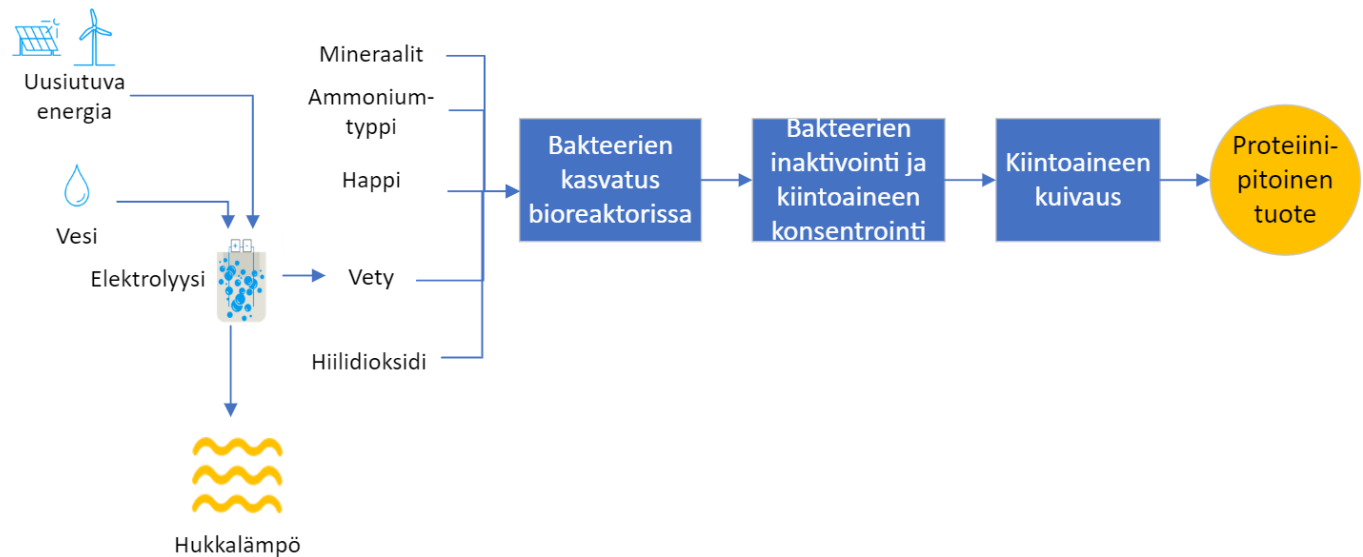 Uusiutuva
energia
Vesi
Elektrolyysi
Hukkalämpö
Mineraalit
Ammonium-
typpi
Happi
Vety
Hiilidioksidi
Bakteerien
kasvatus
bioreaktorissa
Bakteerien
inaktivointi ja
kiintoaineen
konsentrointi
Kiintoaineen
kuivaus
Proteiini-
pitoinen
tuote